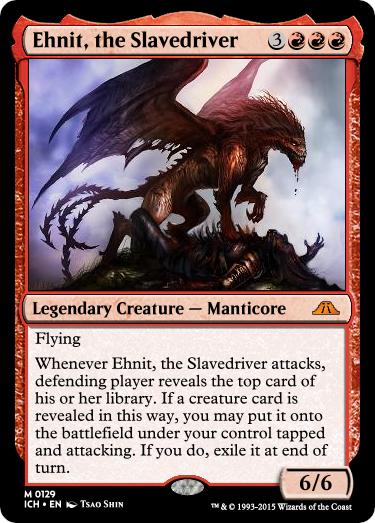 Ehnit, the Slavedriver 3
Legendary Creature — Manticore
Flying
Whenever Ehnit, the Slavedriver attacks,
defending player reveals the top card of
his or her library. If a creature card is
revealed in this way, you may put it onto
the battlefield under your control tapped
and attacking. If you do, exile it at end of
turn.
6/6
M 0129
ICH • EN Tsao Shin
™ & © 1993-2015 Wizards of the Coast